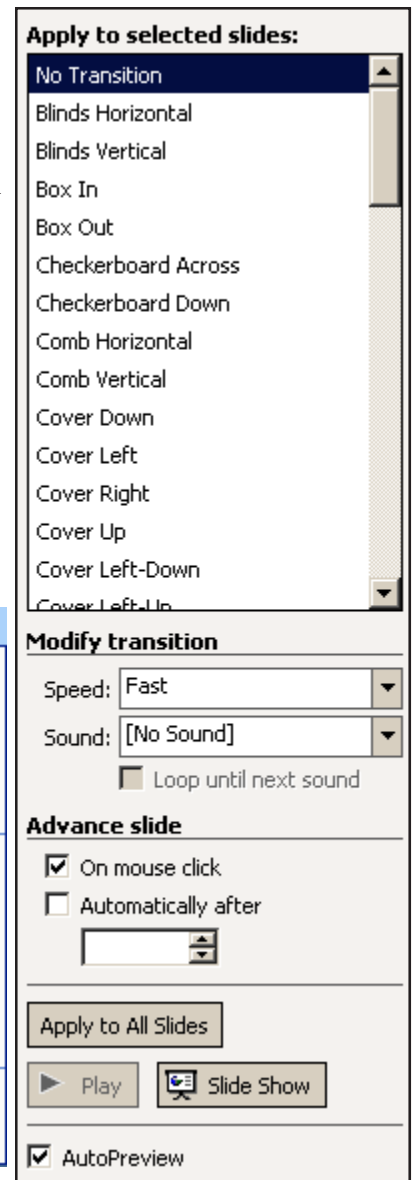 Apply to selected slides:
No Transition
Blinds Horizontal
Blinds Vertical
Box In
Box Out
Checkerboard Across
Checkerboard Down
Comb Horizontal
Comb Vertical
Cover Down
Cover Left
Cover Right
Cover Up
Cover Left-Down
Cover Left-Up
Modify transition
Speed: Fast
Sound: [No Sound]
Loop until next sound
Advance slide
On mouse click
Automatically after
Apply to All Slides
Play Slide Show
AutoPreview